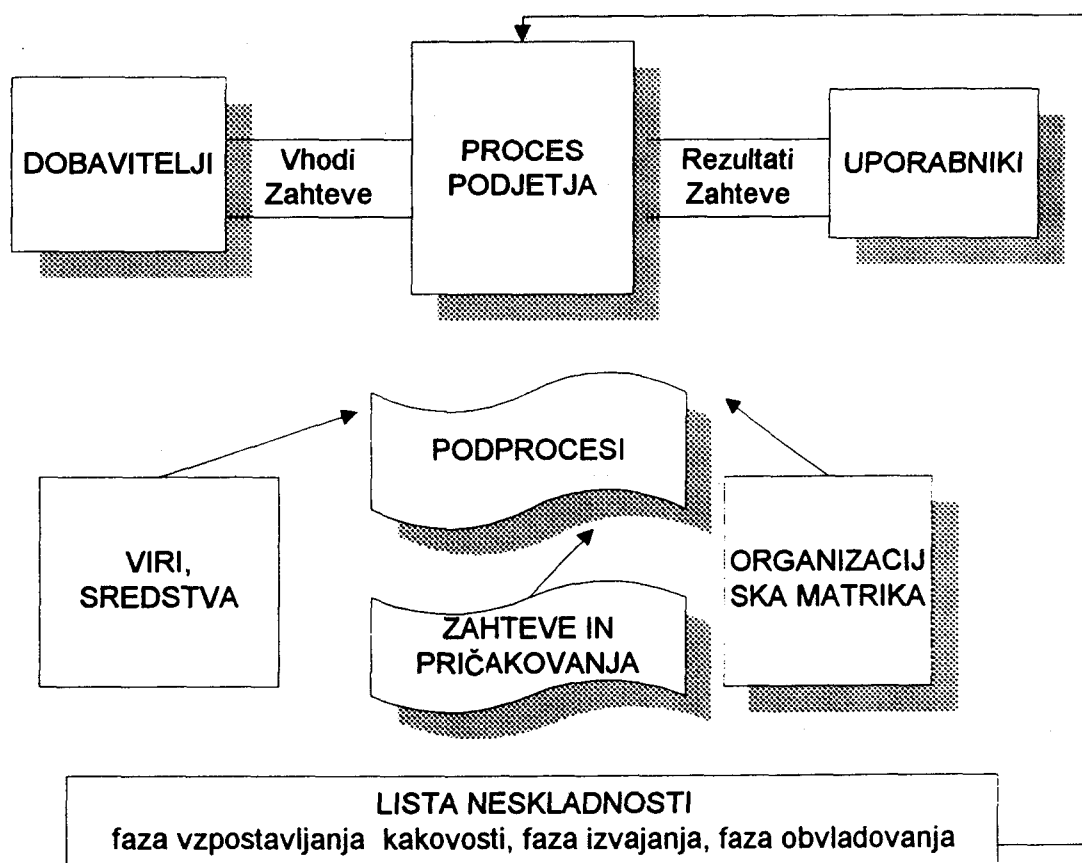 DOBAVITELJI
Vhodi
Zahteve
PROCES
PODJETJA
Rezultati
Zahteve
UPORABNIKI
PODPROCESI
VIRI,
SREDSTVA
ZAHTEVE IN
PRIČAKOVANJA
ORGANIZACIJ
SKA MATRIKA
LISTA NESKLADNOSTI
faza vzpostavljanja kakovosti, faza izvajanja, faza obvladovanja